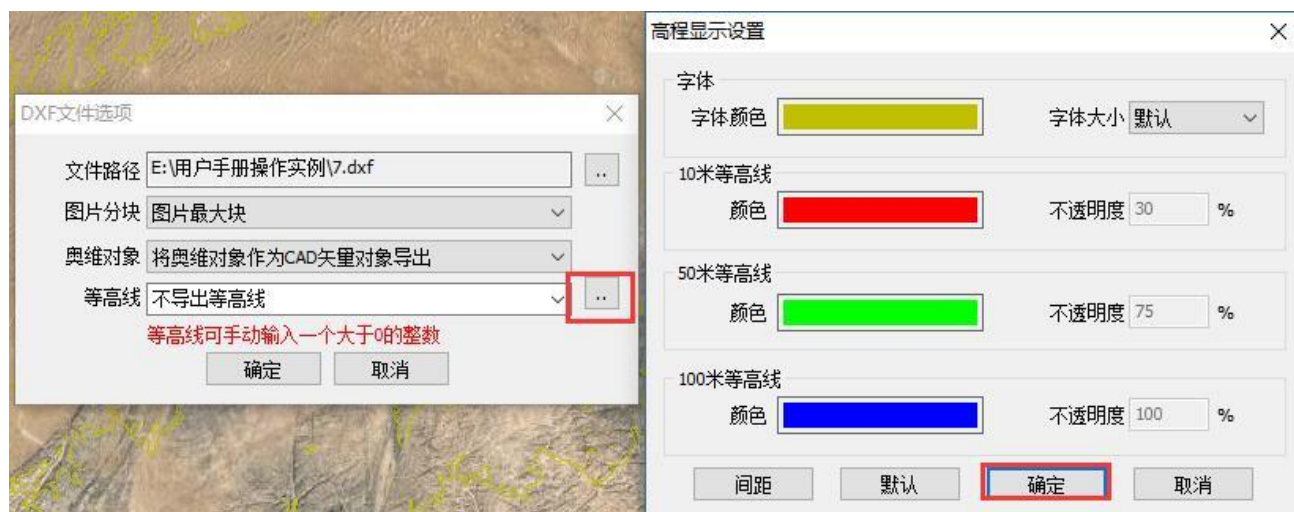 DXF文件选项
文件路径 E:\用户手册操作实例\7.dxf ..
图片分块 图片最大块
奥维对象 将奥维对象作为CAD矢量对象导出
等高线 不导出等高线 ..
等高线可手动输入一个大于0的整数
确定 取消
高程显示设置
字体
字体颜色 字体大小 默认
10米等高线
颜色 不透明度 30 %
50米等高线
颜色 不透明度 75 %
100米等高线
颜色 不透明度 100 %
间距 默认 确定 取消